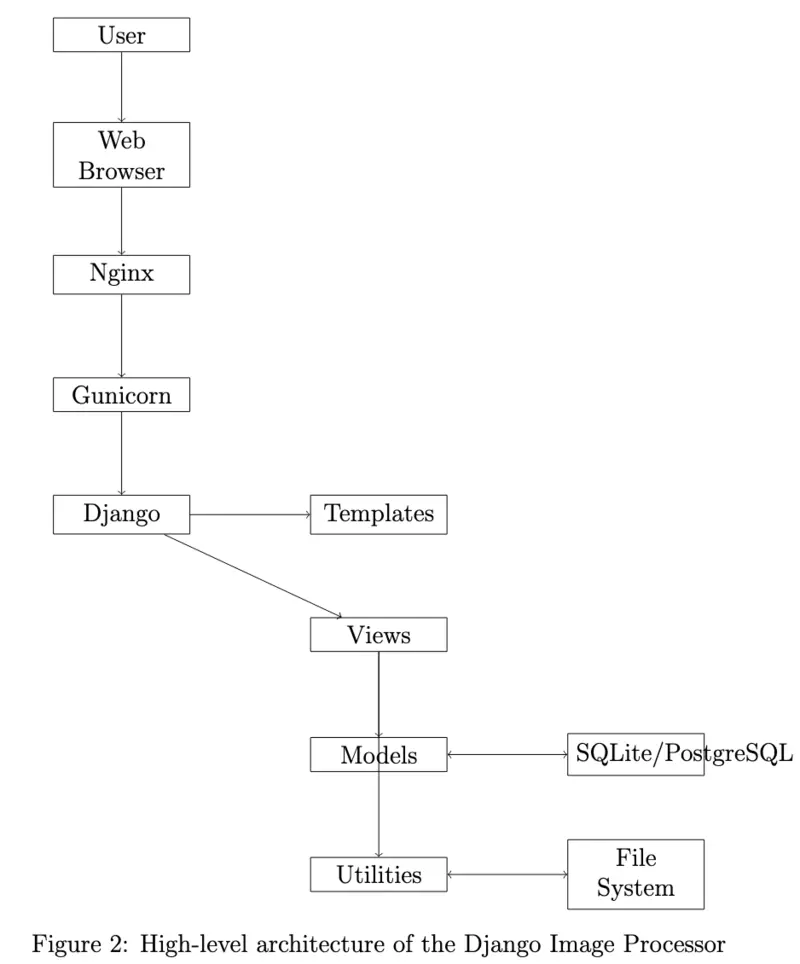 User
Web
Browser
Nginx
Gunicorn
Django
Templates
Views
Models
SQLite/PostgreSQL
Utilities
File
System
Figure 2: High-level architecture of the Django Image Processor